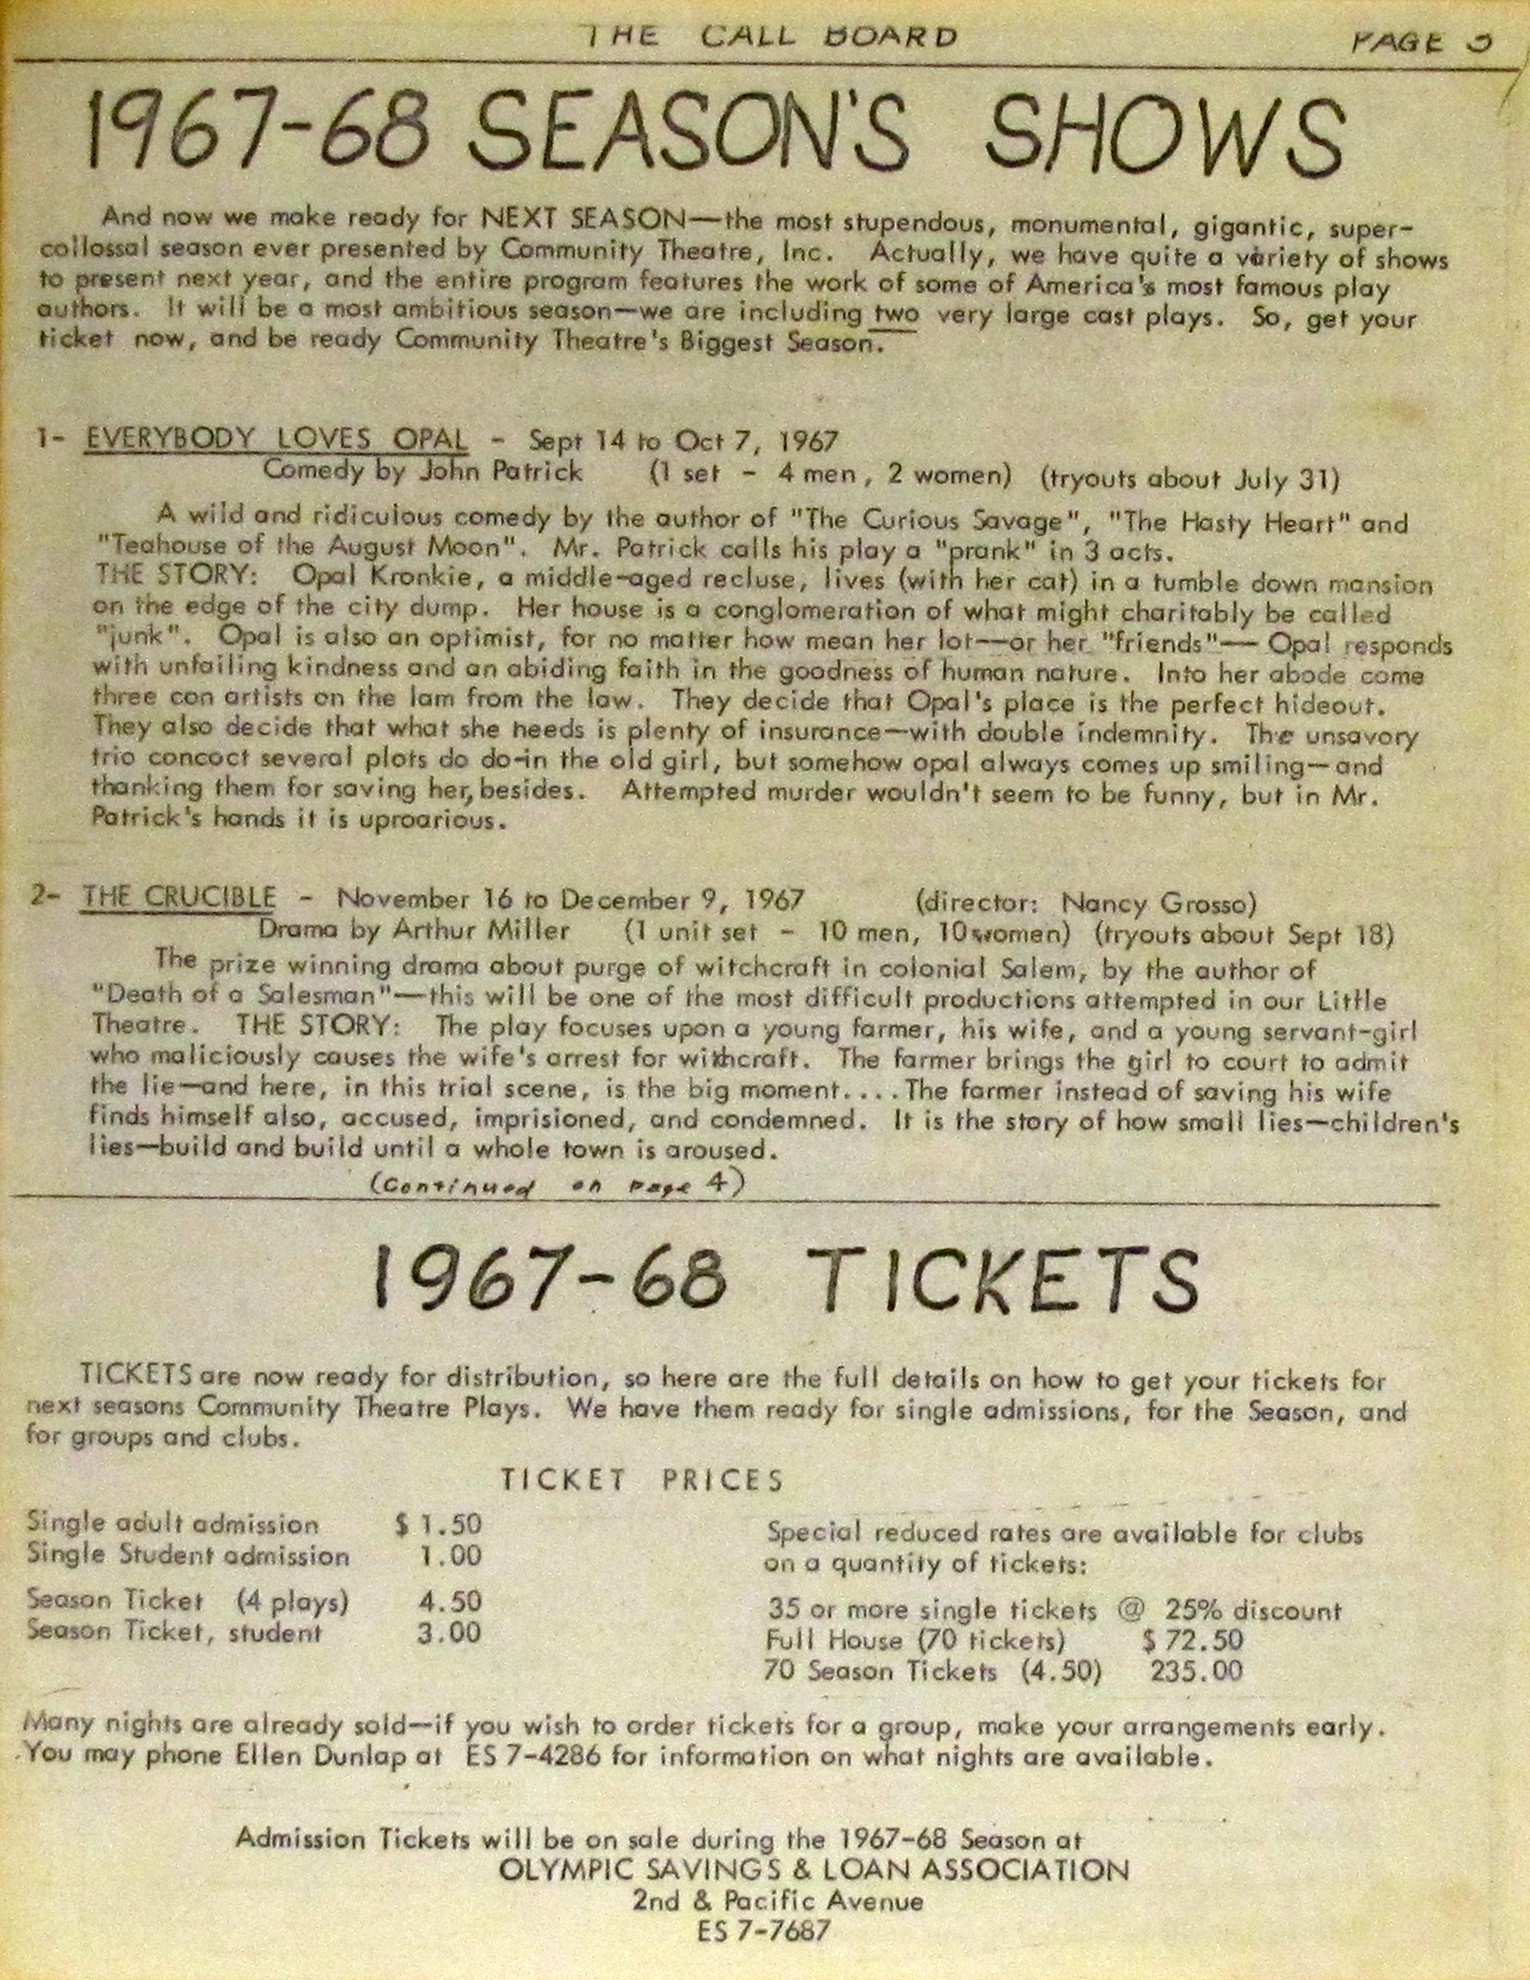 THE CALL BOARD PAGE 3
1967-68 SEASON'S SHOWS
And now we make ready for NEXT SEASON—the most stupendous, monumental, gigantic, super-
collossal season ever presented by Community Theatre, Inc. Actually, we have quite a variety of shows
to present next year, and the entire program features the work of some of America's most famous play
authors. It will be a most ambitious season—we are including two very large cast plays. So, get your
ticket now, and be ready Community Theatre's Biggest Season.
1- EVERYBODY LOVES OPAL - Sept 14 to Oct 7, 1967
Comedy by John Patrick (1 set - 4 men, 2 women) (tryouts about July 31)
A wild and ridiculous comedy by the author of "The Curious Savage", "The Hasty Heart" and
"Teahouse of the August Moon". Mr. Patrick calls his play a "prank" in 3 acts.
THE STORY: Opal Kronkie, a middle-aged recluse, lives (with her cat) in a tumble down mansion
on the edge of the city dump. Her house is a conglomeration of what might charitably be called
"junk". Opal is also an optimist, for no matter how mean her lot—or her "friends"— Opal responds
with unfailing kindness and an abiding faith in the goodness of human nature. Into her abode come
three con artists on the lam from the law. They decide that Opal's place is the perfect hideout.
They also decide that what she needs is plenty of insurance—with double indemnity. The unsavory
trio concoct several plots do do-in the old girl, but somehow opal always comes up smiling—and
thanking them for saving her, besides. Attempted murder wouldn't seem to be funny, but in Mr.
Patrick's hands it is uproarious.
2- THE CRUCIBLE - November 16 to December 9, 1967 (director: Nancy Grosso)
Drama by Arthur Miller (1 unit set - 10 men, 10 women) (tryouts about Sept 18)
The prize winning drama about purge of witchcraft in colonial Salem, by the author of
"Death of a Salesman"—this will be one of the most difficult productions attempted in our Little
Theatre. THE STORY: The play focuses upon a young farmer, his wife, and a young servant-girl
who maliciously causes the wife's arrest for withcraft. The farmer brings the girl to court to admit
the lie—and here, in this trial scene, is the big moment....The farmer instead of saving his wife
finds himself also, accused, imprisioned, and condemned. It is the story of how small lies—children's
lies—build and build until a whole town is aroused.
(Continued on page 4)
1967-68 TICKETS
TICKETS are now ready for distribution, so here are the full details on how to get your tickets for
next seasons Community Theatre Plays. We have them ready for single admissions, for the Season, and
for groups and clubs.
TICKET PRICES
Single adult admission $ 1.50
Single Student admission 1.00
Season Ticket (4 plays) 4.50
Season Ticket, student 3.00
Special reduced rates are available for clubs
on a quantity of tickets:
35 or more single tickets @ 25% discount
Full House (70 tickets) $ 72.50
70 Season Tickets (4.50) 235.00
Many nights are already sold—if you wish to order tickets for a group, make your arrangements early.
You may phone Ellen Dunlap at ES 7-4286 for information on what nights are available.
Admission Tickets will be on sale during the 1967-68 Season at
OLYMPIC SAVINGS & LOAN ASSOCIATION
2nd & Pacific Avenue
ES 7-7687